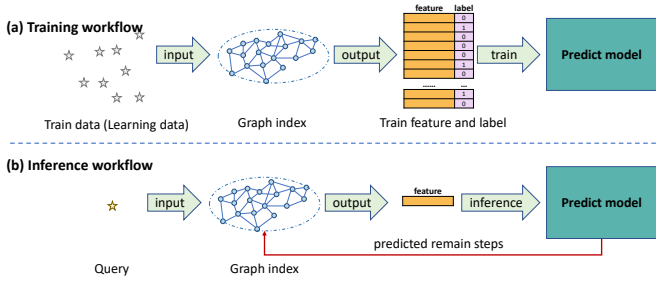 (a) Training workflow
input
output
feature
label
0
1
0
0
0
1
0
......
...
1
0
train
Predict model
Train data (Learning data)
Graph index
Train feature and label
(b) Inference workflow
input
output
feature
inference
Predict model
predicted remain steps
Query
Graph index